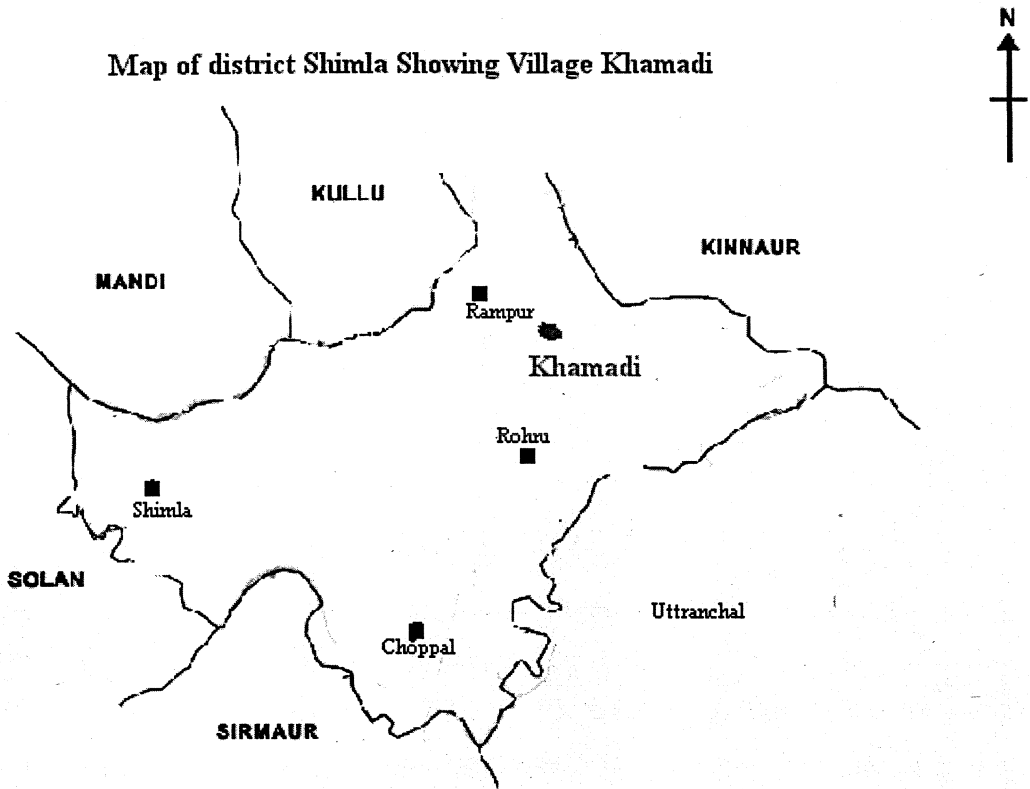 N
Map of district Shimla Showing Village Khamadi
KULLU
KINNAUR
MANDI
Rampur
Khamadi
Rohru
Shimla
SOLAN
Uttranchal
Choppal
SIRMAUR